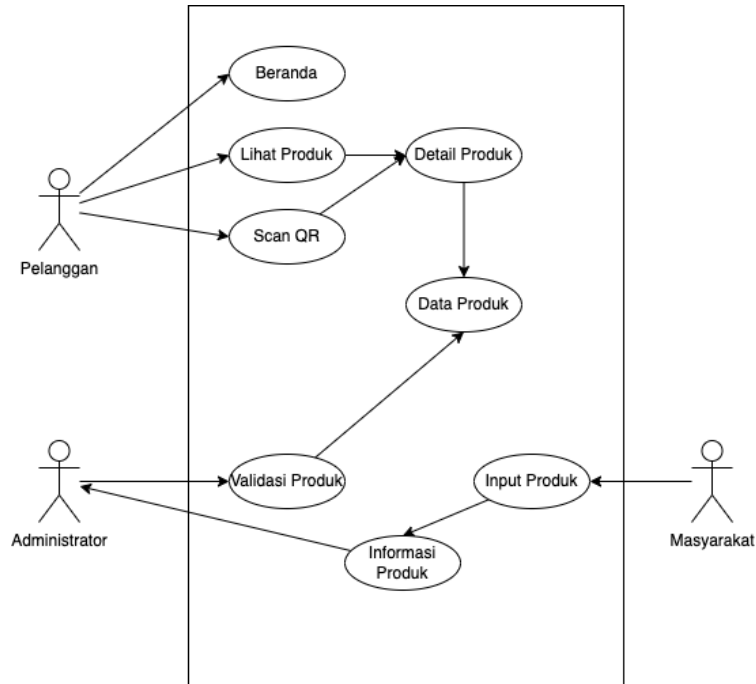 Beranda
Lihat Produk
Detail Produk
Scan QR
Pelanggan
Data Produk
Validasi Produk
Input Produk
Administrator
Informasi
Produk
Masyarakat